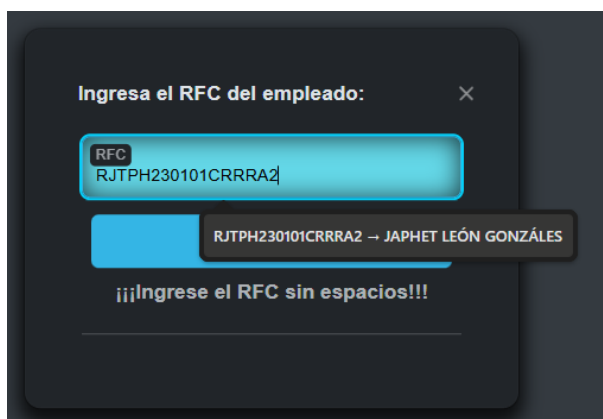 Ingresa el RFC del empleado:
RFC
RJTPH230101CRRRA2
RJTPH230101CRRRA2 → JAPHET LEÓN GONZÁLES
¡¡¡Ingrese el RFC sin espacios!!!